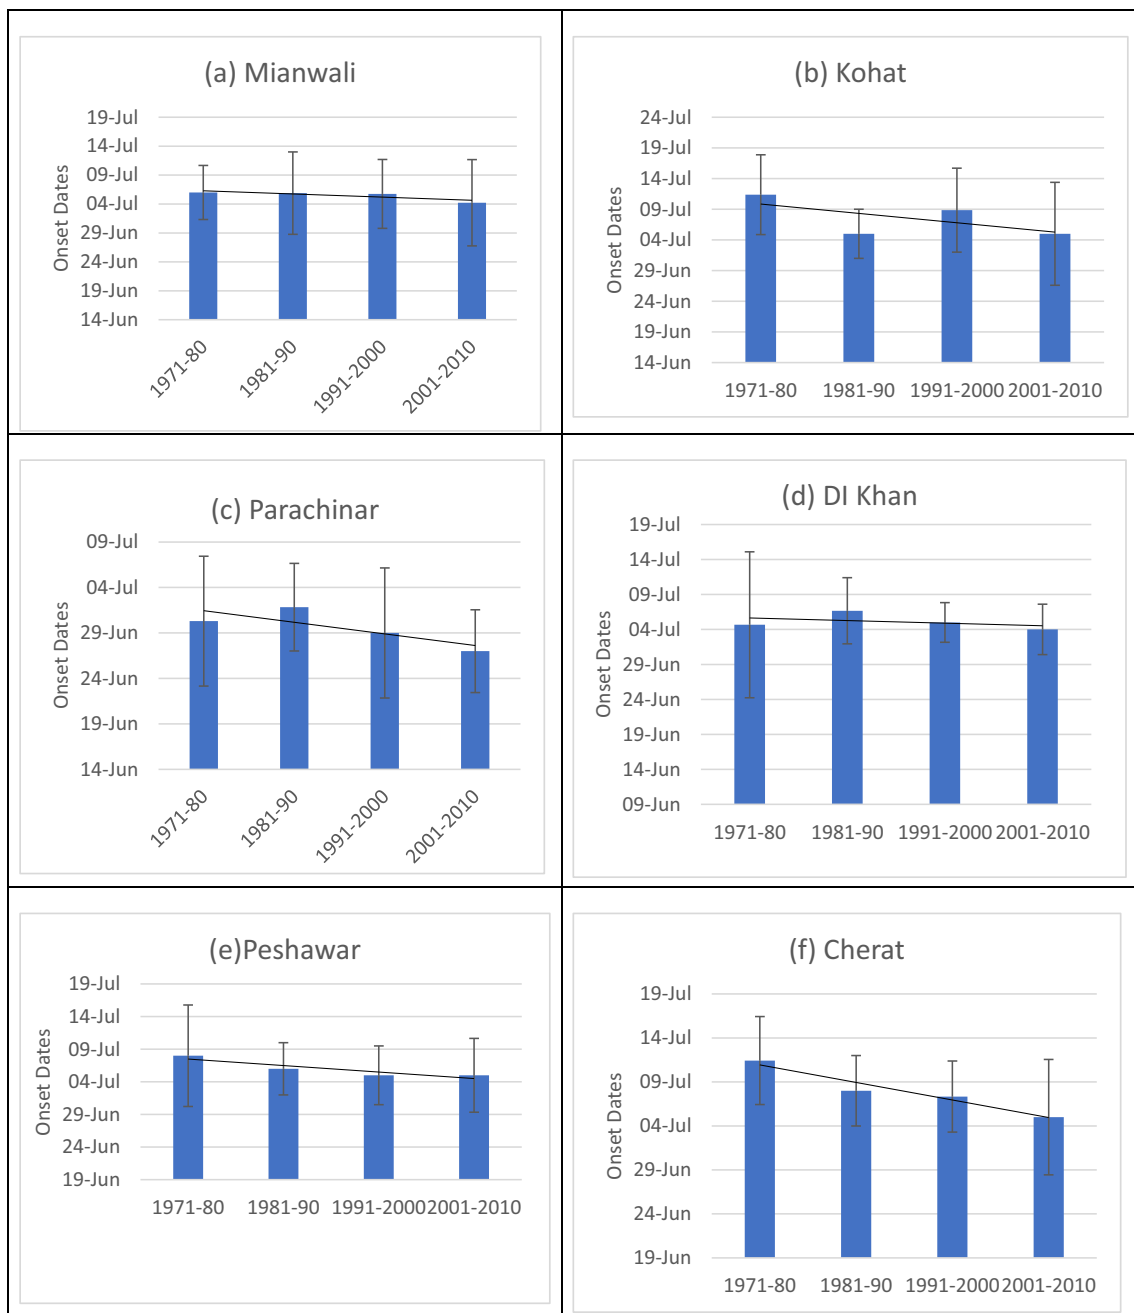 (a) Mianwali
Onset Dates
19-Jul
14-Jul
09-Jul
04-Jul
29-Jun
24-Jun
19-Jun
14-Jun
1971-80
1981-90
1991-2000
2001-2010
(b) Kohat
Onset Dates
24-Jul
19-Jul
14-Jul
09-Jul
04-Jul
29-Jun
24-Jun
19-Jun
14-Jun
1971-80 1981-90 1991-2000 2001-2010
(c) Parachinar
Onset Dates
09-Jul
04-Jul
29-Jun
24-Jun
19-Jun
14-Jun
1971-80
1981-90
1991-2000
2001-2010
(d) DI Khan
Onset Dates
19-Jul
14-Jul
09-Jul
04-Jul
29-Jun
24-Jun
19-Jun
14-Jun
09-Jun
1971-80 1981-90 1991-2000 2001-2010
(e)Peshawar
Onset Dates
19-Jul
14-Jul
09-Jul
04-Jul
29-Jun
24-Jun
19-Jun
1971-80 1981-90 1991-2000 2001-2010
(f) Cherat
Onset Dates
19-Jul
14-Jul
09-Jul
04-Jul
29-Jun
24-Jun
19-Jun
1971-80 1981-90 1991-2000 2001-2010